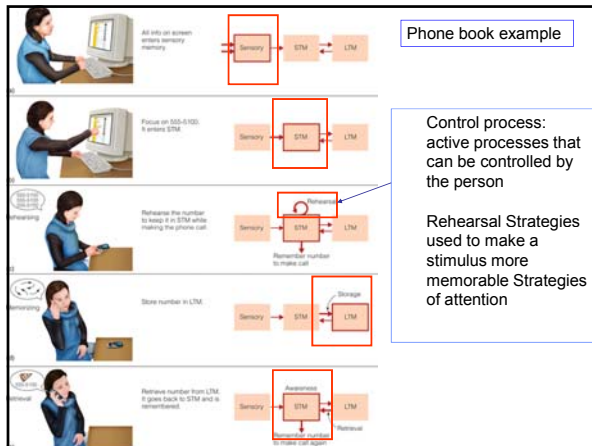 Phone book example
All info on screen
enters sensory
memory.
Sensory
STM
LTM
Focus on 555-5100.
It enters STM.
Sensory
STM
LTM
Control process:
active processes that
can be controlled by
the person
Rehearsal Strategies
used to make a
stimulus more
memorable Strategies
of attention
Rehearse the number
to keep it in STM while
making the phone call.
Rehearsal
Sensory
STM
LTM
Remember number
to make call
Store number in LTM.
Storage
Sensory
STM
LTM
Retrieve number from LTM.
It goes back to STM and is
remembered.
Awareness
Sensory
STM
LTM
Retrieval
Remember number
to make call again